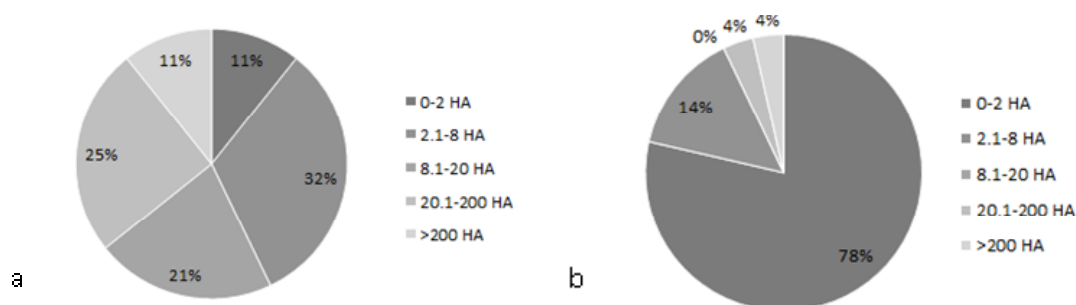 11%
11%
32%
21%
25%
0-2 HA
2.1-8 HA
8.1-20 HA
20.1-200 HA
>200 HA
a
0%
4%
4%
14%
78%
0-2 HA
2.1-8 HA
8.1-20 HA
20.1-200 HA
>200 HA
b